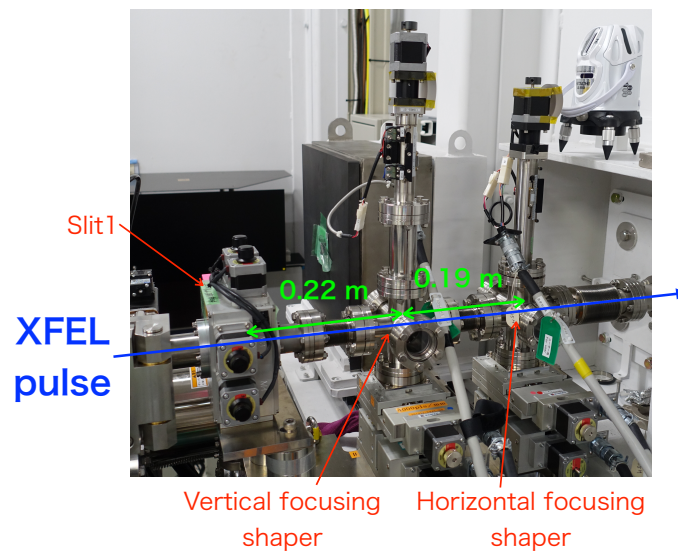 Slit1
0.22 m
0.19 m
XFEL
pulse
Vertical focusing
shaper
Horizontal focusing
shaper